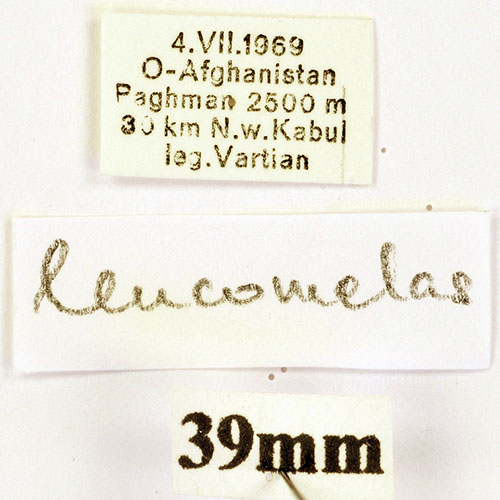 4.VII.1969
O-Afghanistan
Paghman 2500 m
30 km N.w.Kabul
leg.Vartian
leucomelas
39mm